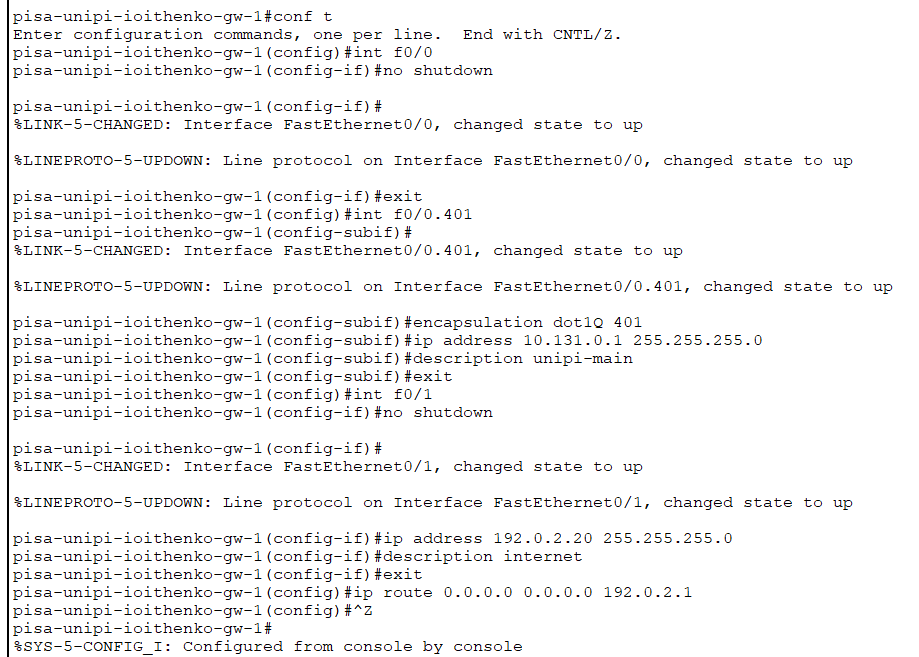 pisa-unipi-ioithenko-gw-1#conf t
Enter configuration commands, one per line.  End with CNTL/Z.
pisa-unipi-ioithenko-gw-1(config)#int f0/0
pisa-unipi-ioithenko-gw-1(config-if)#no shutdown
pisa-unipi-ioithenko-gw-1(config-if)#
%LINK-5-CHANGED: Interface FastEthernet0/0, changed state to up
%LINEPROTO-5-UPDOWN: Line protocol on Interface FastEthernet0/0, changed state to up
pisa-unipi-ioithenko-gw-1(config-if)#exit
pisa-unipi-ioithenko-gw-1(config)#int f0/0.401
pisa-unipi-ioithenko-gw-1(config-subif)#
%LINK-5-CHANGED: Interface FastEthernet0/0.401, changed state to up
%LINEPROTO-5-UPDOWN: Line protocol on Interface FastEthernet0/0.401, changed state to up
pisa-unipi-ioithenko-gw-1(config-subif)#encapsulation dot1Q 401
pisa-unipi-ioithenko-gw-1(config-subif)#ip address 10.131.0.1 255.255.255.0
pisa-unipi-ioithenko-gw-1(config-subif)#description unipi-main
pisa-unipi-ioithenko-gw-1(config-subif)#exit
pisa-unipi-ioithenko-gw-1(config)#int f0/1
pisa-unipi-ioithenko-gw-1(config-if)#no shutdown
pisa-unipi-ioithenko-gw-1(config-if)#
%LINK-5-CHANGED: Interface FastEthernet0/1, changed state to up
%LINEPROTO-5-UPDOWN: Line protocol on Interface FastEthernet0/1, changed state to up
pisa-unipi-ioithenko-gw-1(config-if)#ip address 192.0.2.20 255.255.255.0
pisa-unipi-ioithenko-gw-1(config-if)#description internet
pisa-unipi-ioithenko-gw-1(config-if)#exit
pisa-unipi-ioithenko-gw-1(config)#ip route 0.0.0.0 0.0.0.0 192.0.2.1
pisa-unipi-ioithenko-gw-1(config)#^Z
pisa-unipi-ioithenko-gw-1#
%SYS-5-CONFIG_I: Configured from console by console